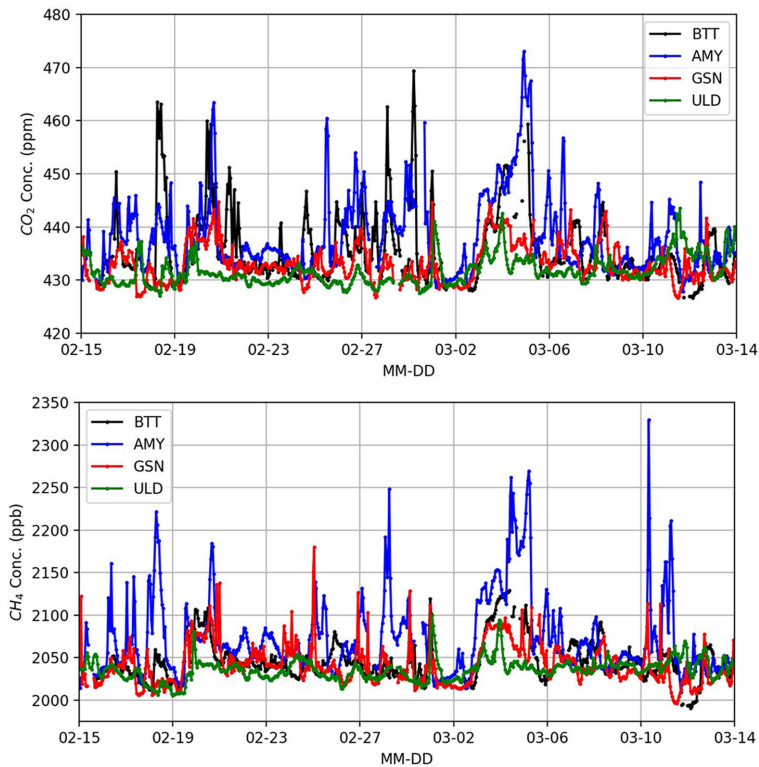 480
470
460
450
440
430
420
CO2 Conc. (ppm)
BTT
AMY
GSN
ULD
02-15 02-19 02-23 02-27 03-02 03-06 03-10 03-14
MM-DD
2350
2300
2250
2200
2150
2100
2050
2000
CH4 Conc. (ppb)
BTT
AMY
GSN
ULD
02-15 02-19 02-23 02-27 03-02 03-06 03-10 03-14
MM-DD